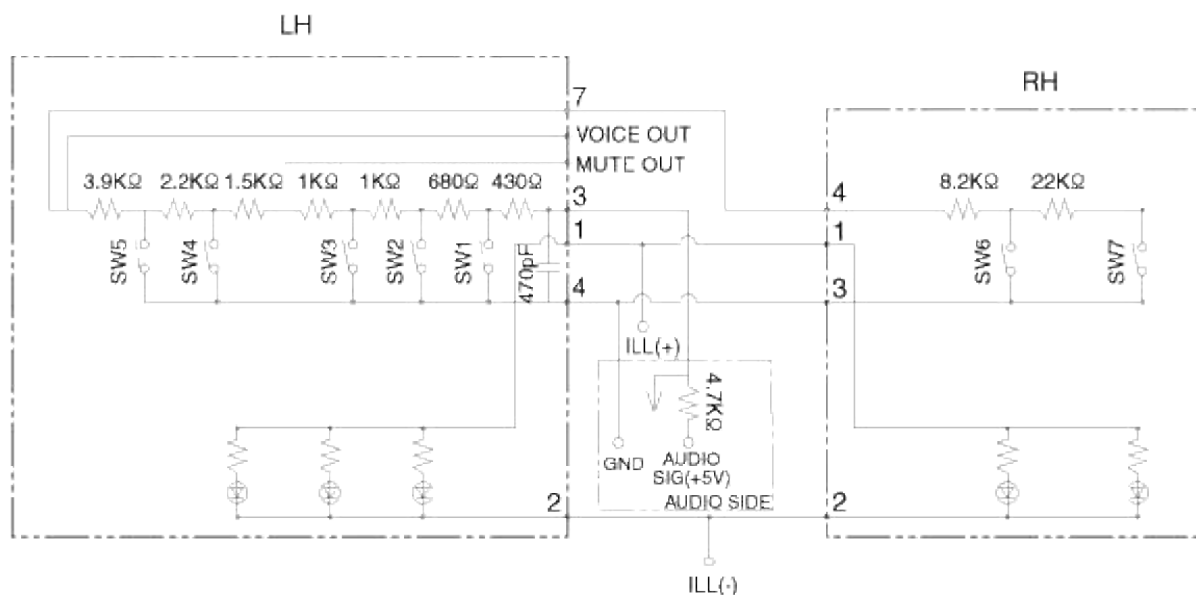 LH
RH
7
VOICE OUT
MUTE OUT
3.9KΩ 2.2KΩ 1.5KΩ 1KΩ 1KΩ 680Ω 430Ω
3
1
4
SW5 SW4 SW3 SW2 SW1 470pF
8.2KΩ 22KΩ
4
1
3
SW6 SW7
ILL(+)
4.7KΩ
GND
AUDIO
SIG(+5V)
AUDIO SIDE
2
2
ILL(-)